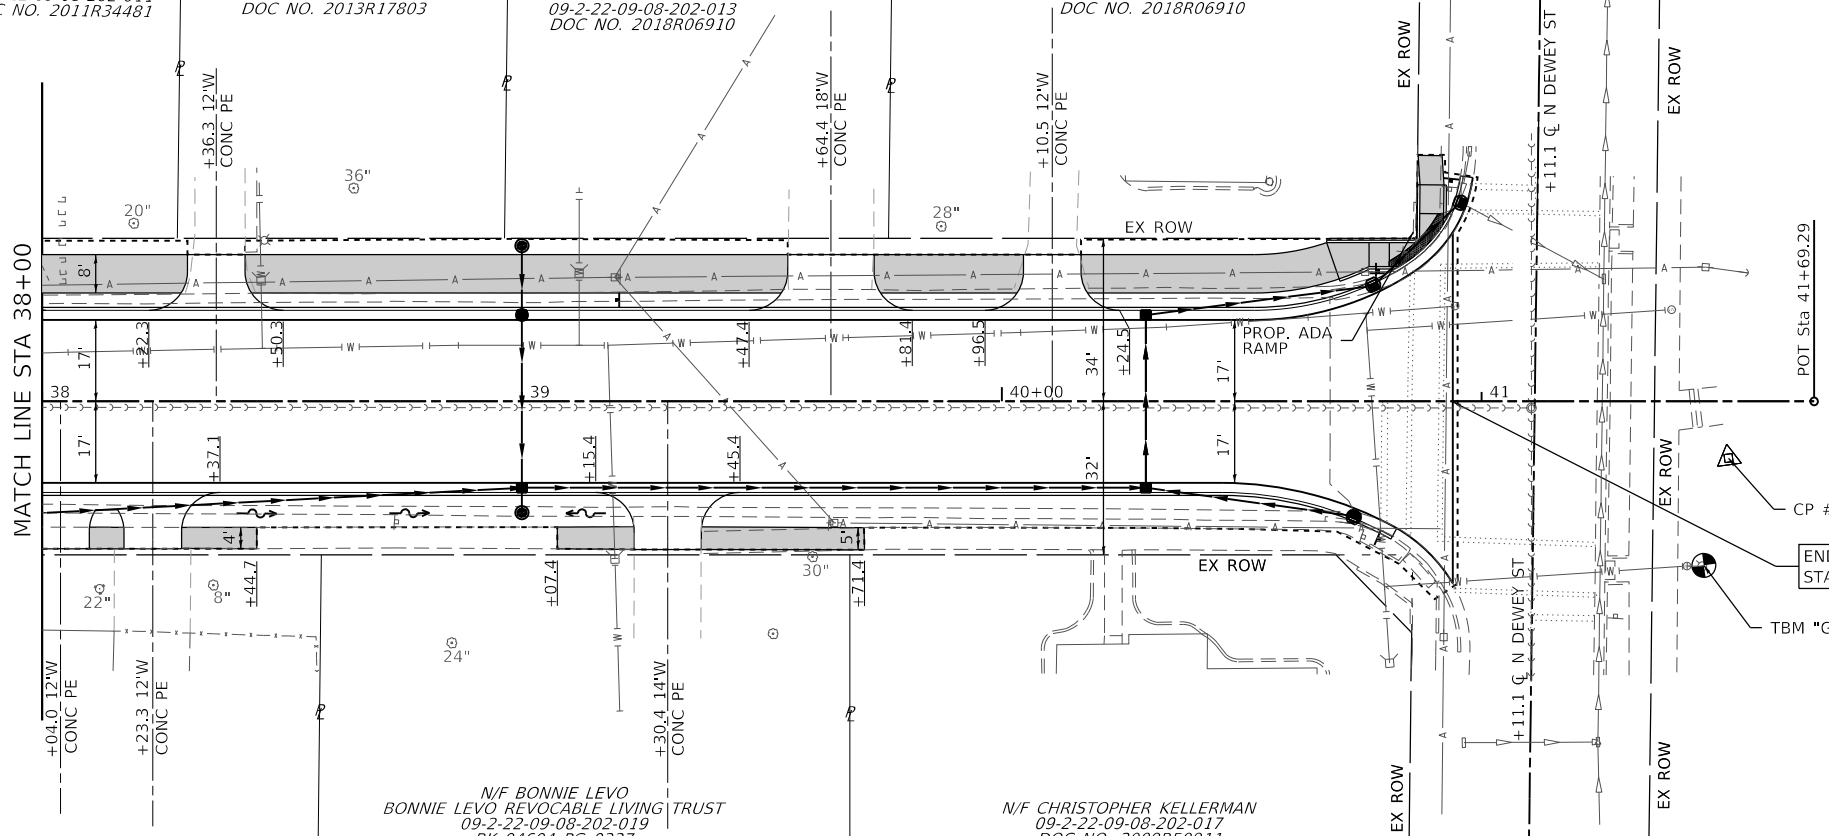 DOC NO. 2011R34481
DOC NO. 2013R17803
09-2-22-09-08-202-013
DOC NO. 2018R06910
DOC NO. 2018R06910
EX ROW
+11.1 ℄ N DEWEY ST
EX ROW
+36.3 12'W
CONC PE
+64.4 18'W
CONC PE
+10.5 12'W
CONC PE
36"
20"
28"
EX ROW
8'
MATCH LINE STA 38+00
POT Sta 41+69.29
+22.3
+50.3
+47.4
+81.4
+96.5
+24.5
PROP. ADA
RAMP
17'
34'
17'
38
39
40+00
41
17'
32'
17'
+37.1
+15.4
+45.4
4'
5'
EX ROW
CP #
22"
8"
+44.7
+07.4
30"
+71.4
EX ROW
24"
+11.1 ℄ N DEWEY ST
TBM "G
+04.0 12'W
CONC PE
+23.3 12'W
CONC PE
+30.4 14'W
CONC PE
EX ROW
EX ROW
N/F BONNIE LEVO
BONNIE LEVO REVOCABLE LIVING TRUST
09-2-22-09-08-202-019
N/F CHRISTOPHER KELLERMAN
09-2-22-09-08-202-017